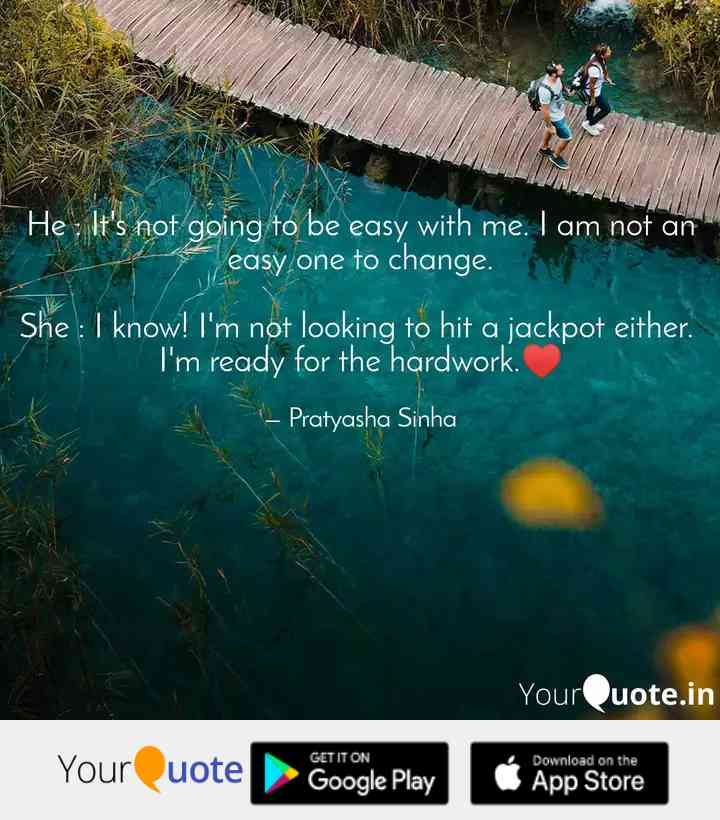 He : It's not going to be easy with me. I am not an
easy one to change.
She : I know! I'm not looking to hit a jackpot either.
I'm ready for the hardwork.❤️
– Pratyasha Sinha
YourQuote.in
YourQuote
GET IT ON
Google Play
Download on the
App Store